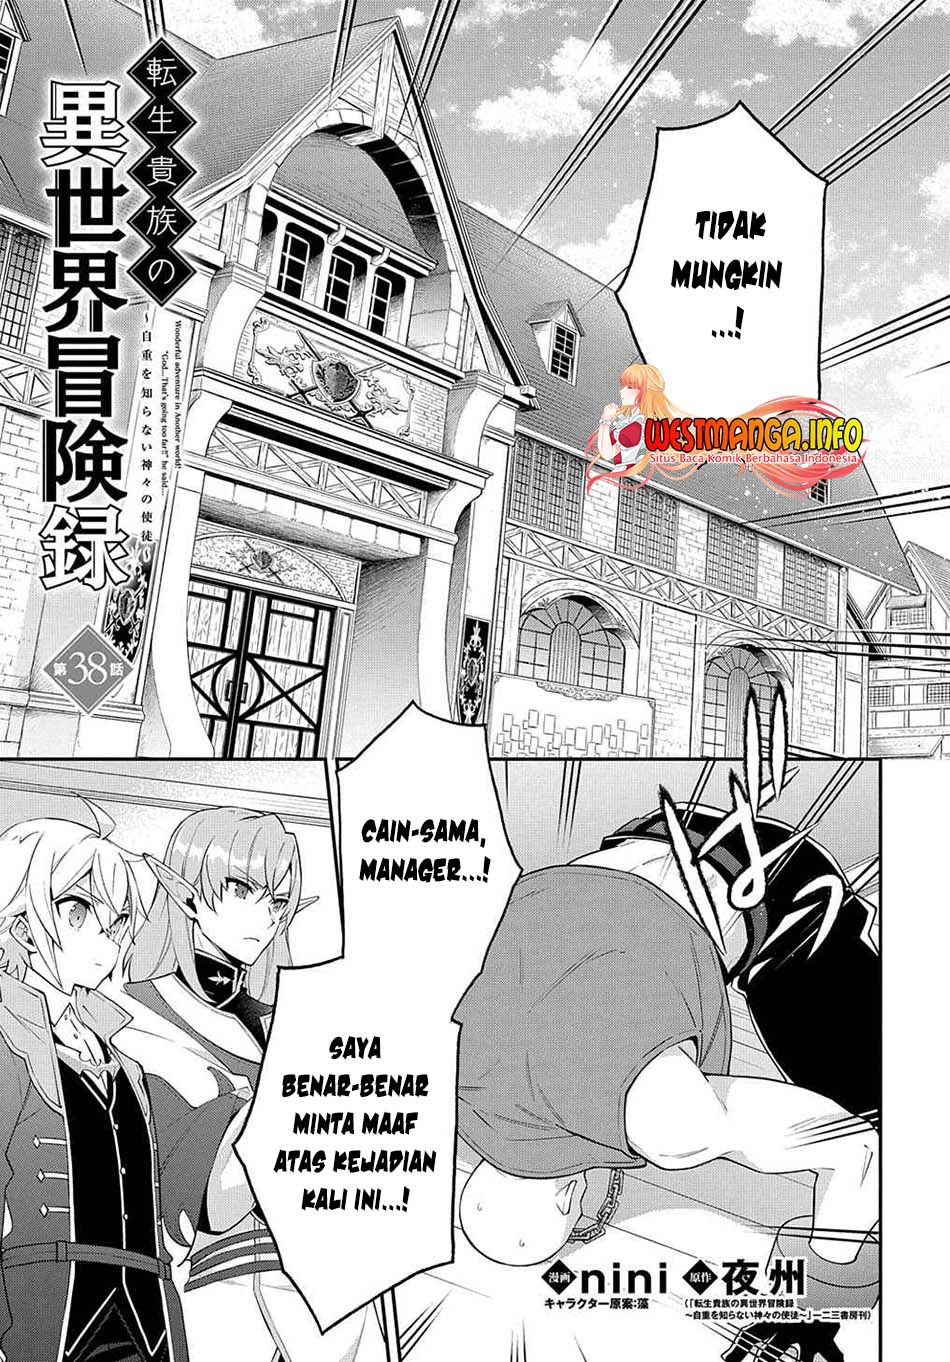 転生貴族の
異世界冒険録
～自重を知らない神々の使徒～
Wonderful adventure in Another world!
"God...That's going too far!!" he said....
第38話
TIDAK
MUNGKIN
...!
WESTMANGA.INFO
Situs Baca Komik Berbahasa Indonesia
CAIN-SAMA,
MANAGER...!
ばっ
SAYA
BENAR-BENAR
MINTA MAAF
ATAS KEJADIAN
KALI INI...!
漫画 nini 原作 夜州
キャラクター原案:藻
(「転生貴族の異世界冒険録
～自重を知らない神々の使徒～」一二三書房刊)